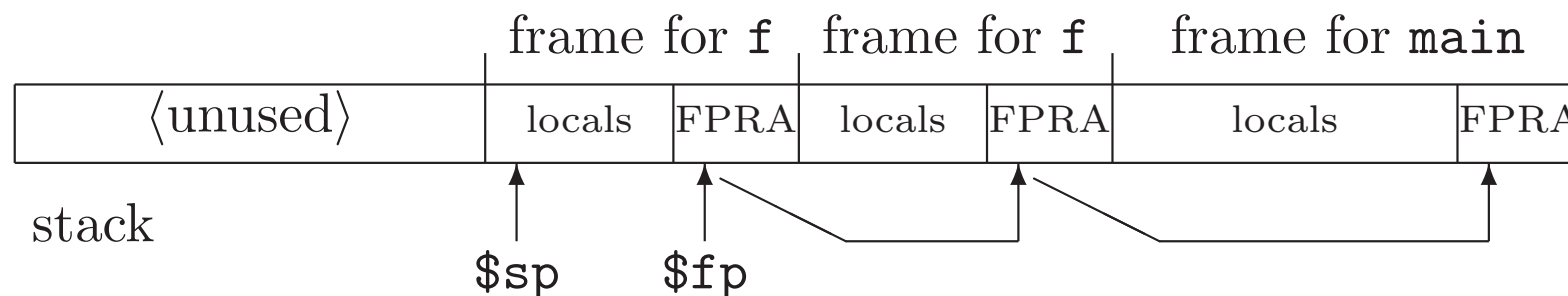 frame for f frame for f frame for main
⟨unused⟩ locals FPRA locals FPRA locals FPRA
stack
$sp $fp